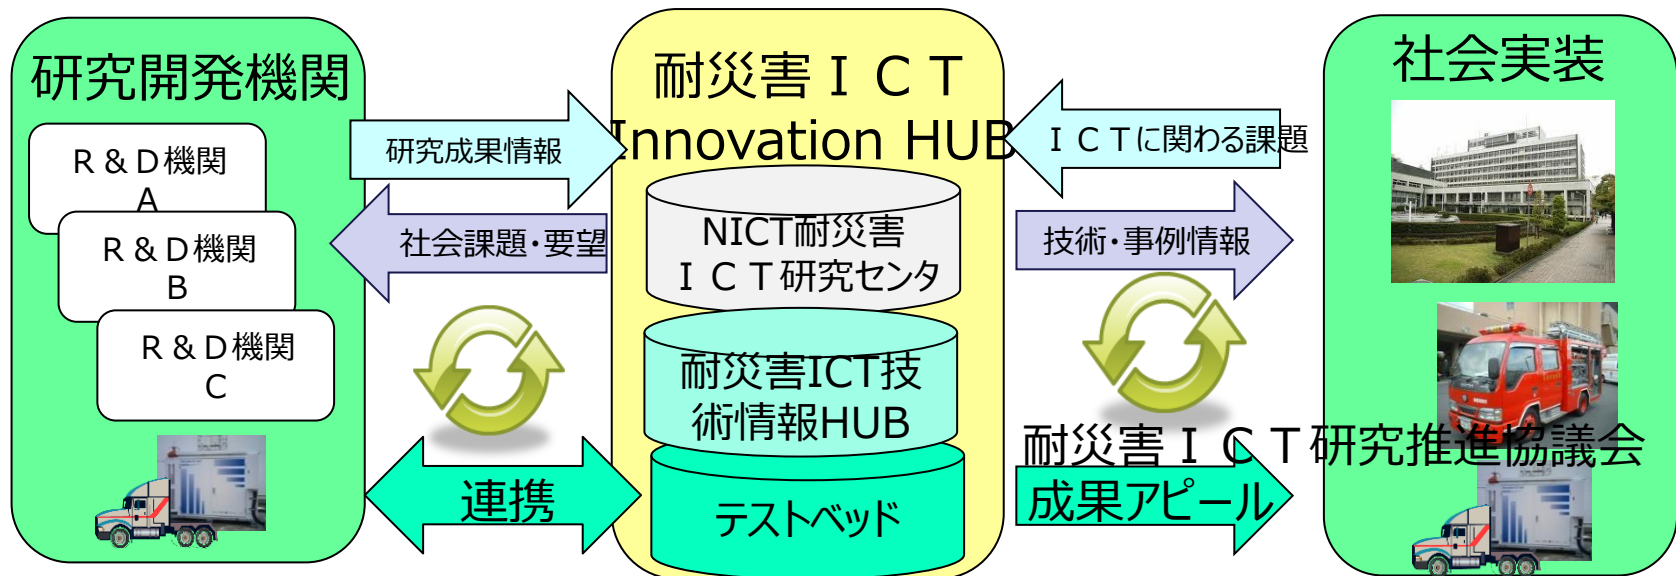 研究開発機関
R&D機関
A
R&D機関
B
R&D機関
C
研究成果情報
社会課題・要望
連携
耐災害ICT
Innovation HUB
NICT耐災害
ICT研究センタ
耐災害ICT技
術情報HUB
テストベッド
ICTに関わる課題
技術・事例情報
耐災害ICT研究推進協議会
成果アピール
社会実装